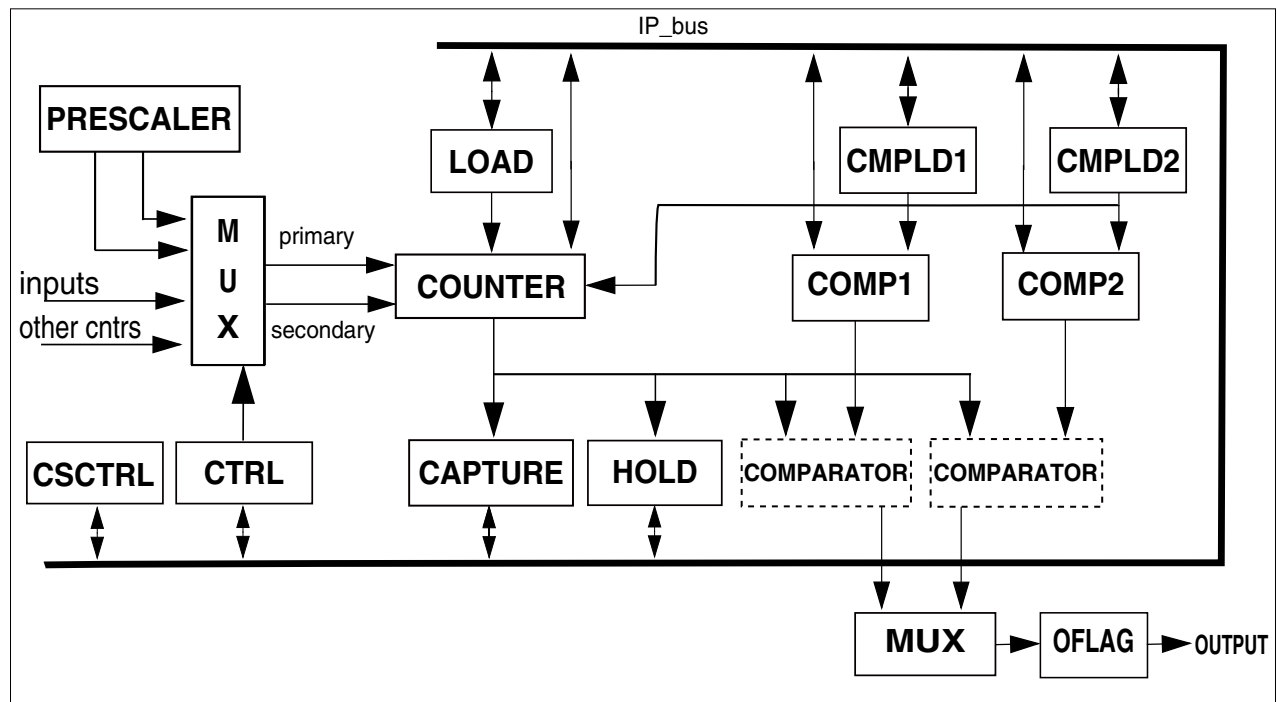 IP_bus
PRESCALER
LOAD
CMPLD1
CMPLD2
M
U
X
primary
secondary
inputs
other cntrs
COUNTER
COMP1
COMP2
CSCTRL
CTRL
CAPTURE
HOLD
COMPARATOR
COMPARATOR
MUX
OFLAG
OUTPUT